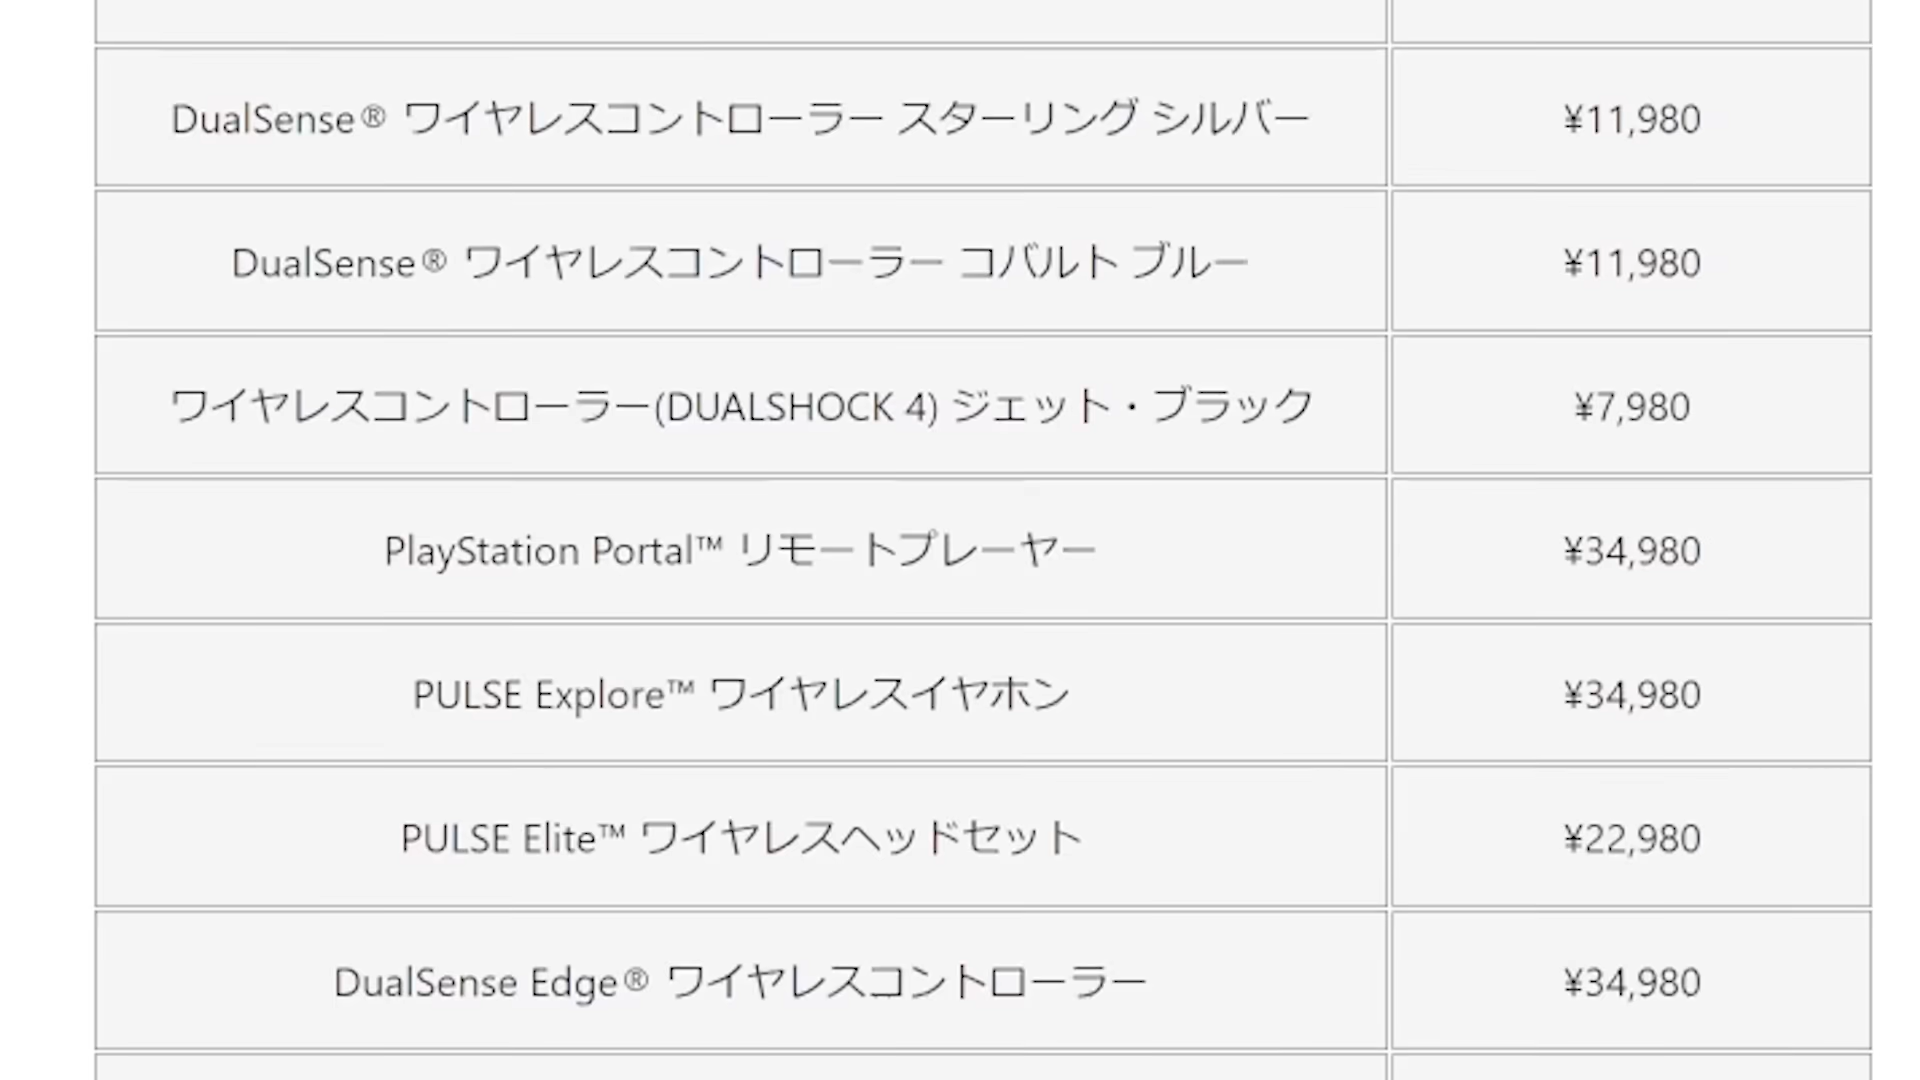 DualSense® ワイヤレスコントローラー スターリング シルバー ¥11,980
DualSense® ワイヤレスコントローラー コバルト ブルー ¥11,980
ワイヤレスコントローラー(DUALSHOCK 4) ジェット・ブラック ¥7,980
PlayStation Portal™ リモートプレーヤー ¥34,980
PULSE Explore™ ワイヤレスイヤホン ¥34,980
PULSE Elite™ ワイヤレスヘッドセット ¥22,980
DualSense Edge® ワイヤレスコントローラー ¥34,980